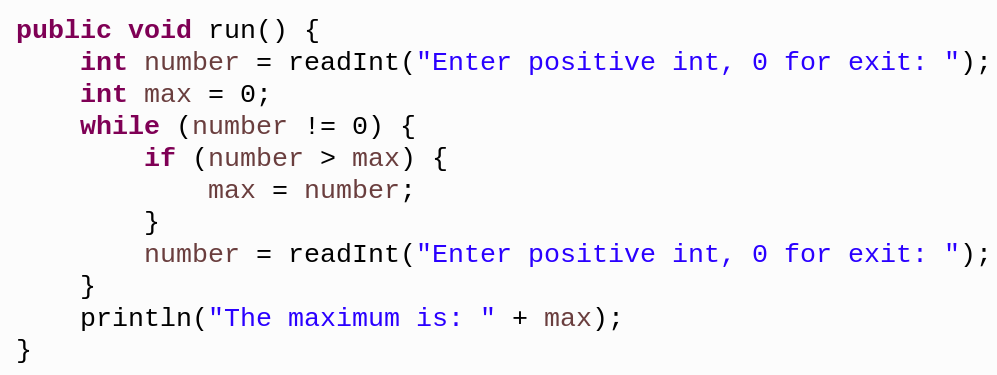 public void run() {
    int number = readInt("Enter positive int, 0 for exit: ");
    int max = 0;
    while (number != 0) {
        if (number > max) {
            max = number;
        }
        number = readInt("Enter positive int, 0 for exit: ");
    }
    println("The maximum is: " + max);
}